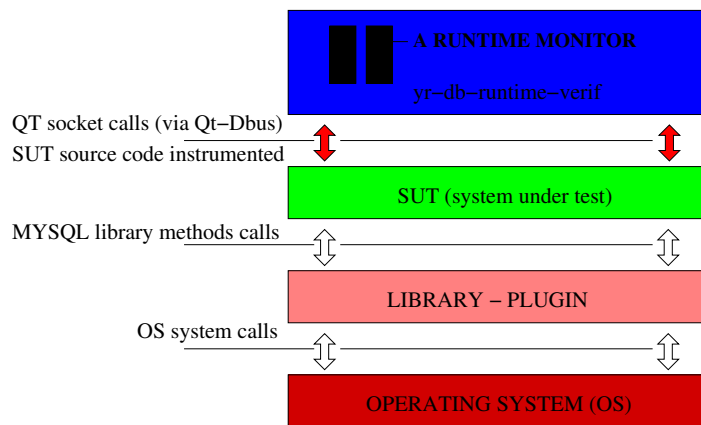 A RUNTIME MONITOR
yr−db−runtime−verif
QT socket calls (via Qt−Dbus)
SUT source code instrumented
SUT (system under test)
MYSQL library methods calls
LIBRARY − PLUGIN
OS system calls
OPERATING SYSTEM (OS)